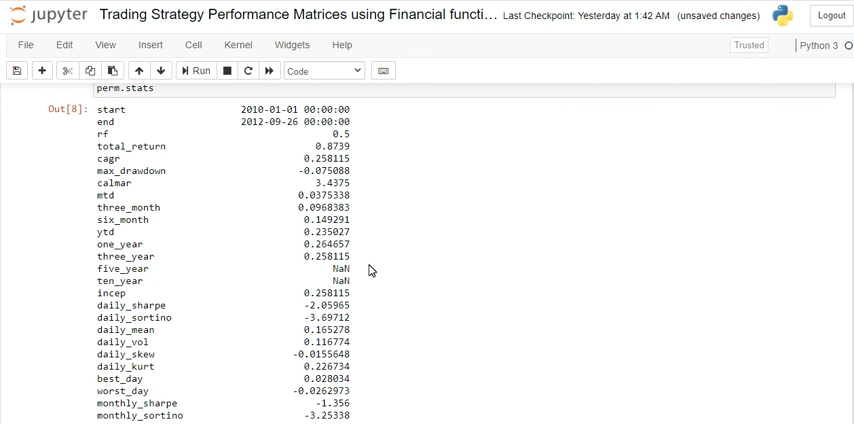 jupyter Trading Strategy Performance Matrices using Financial functi... Last Checkpoint: Yesterday at 1:42 AM (unsaved changes) Logout
File Edit View Insert Cell Kernel Widgets Help Trusted Python 3
Run Code
perm.stats
Out[8]: start 2010-01-01 00:00:00
end 2012-09-26 00:00:00
rf 0.5
total_return 0.8739
cagr 0.258115
max_drawdown -0.075088
calmar 3.4375
mtd 0.0375338
three_month 0.0968383
six_month 0.149291
ytd 0.235027
one_year 0.264657
three_year 0.258115
five_year NaN
ten_year NaN
incep 0.258115
daily_sharpe -2.05965
daily_sortino -3.69712
daily_mean 0.165278
daily_vol 0.116774
daily_skew -0.0155648
daily_kurt 0.226734
best_day 0.028034
worst_day -0.0262973
monthly_sharpe -1.356
monthly_sortino -3.25338